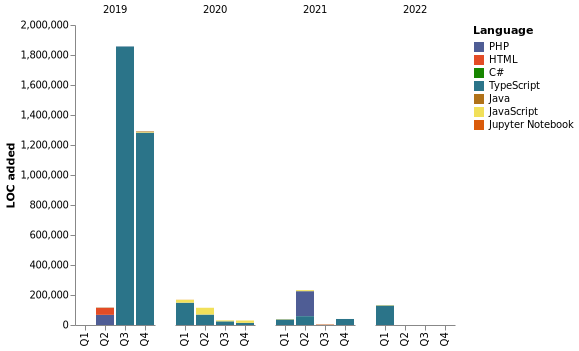 2019 2020 2021 2022
2,000,000
1,800,000
1,600,000
1,400,000
1,200,000
1,000,000
800,000
600,000
400,000
200,000
0
LOC added
Q1 Q2 Q3 Q4 Q1 Q2 Q3 Q4 Q1 Q2 Q3 Q4 Q1 Q2 Q3 Q4
Language
PHP
HTML
C#
TypeScript
Java
JavaScript
Jupyter Notebook